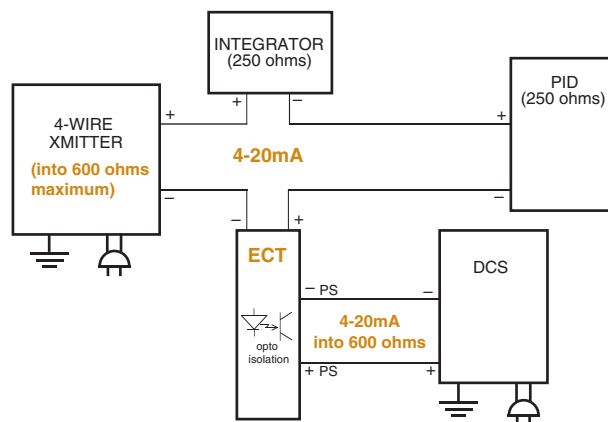 INTEGRATOR
(250 ohms)
+
−
PID
(250 ohms)
+
−
4-WIRE
XMITTER
(into 600 ohms
maximum)
+
−
4-20mA
−
+
ECT
opto
isolation
− PS
+ PS
4-20mA
into 600 ohms
DCS
−
+